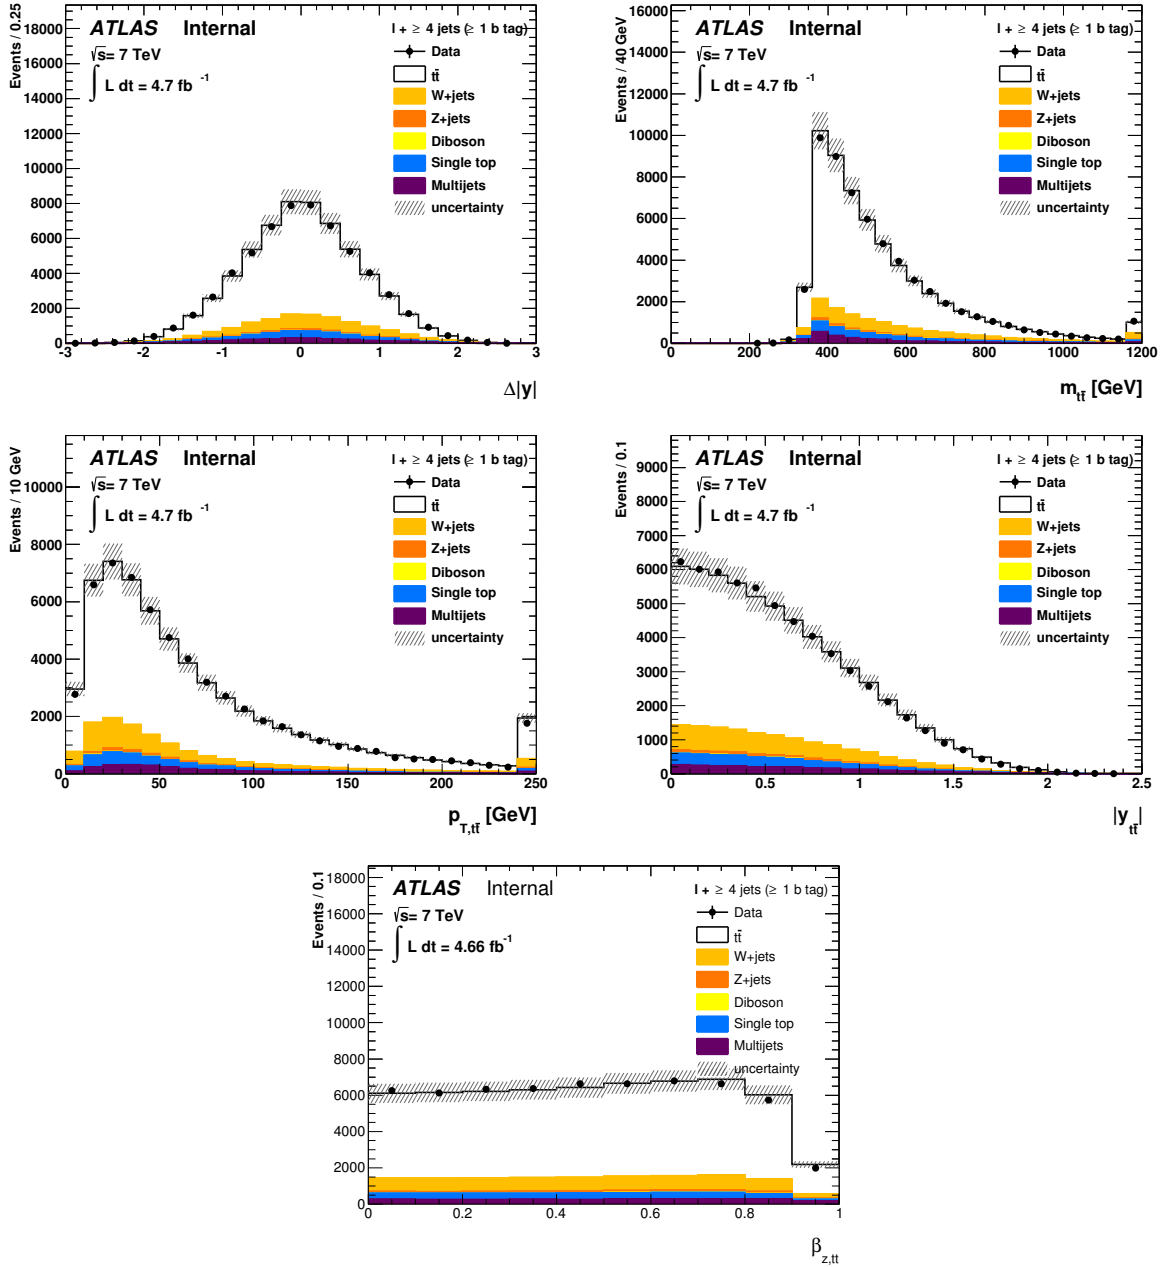 ATLAS Internal
√s= 7 TeV
∫ L dt = 4.7 fb⁻¹
l + ≥ 4 jets (≥ 1 b tag)
Data
tt̄
W+jets
Z+jets
Diboson
Single top
Multijets
uncertainty
Events / 0.25
18000
16000
14000
12000
10000
8000
6000
4000
2000
0
-3 -2 -1 0 1 2 3
Δ|y|
ATLAS Internal
√s= 7 TeV
∫ L dt = 4.7 fb⁻¹
l + ≥ 4 jets (≥ 1 b tag)
Data
tt̄
W+jets
Z+jets
Diboson
Single top
Multijets
uncertainty
Events / 40 GeV
16000
14000
12000
10000
8000
6000
4000
2000
0
0 200 400 600 800 1000 1200
m_tt̄ [GeV]
ATLAS Internal
√s= 7 TeV
∫ L dt = 4.7 fb⁻¹
l + ≥ 4 jets (≥ 1 b tag)
Data
tt̄
W+jets
Z+jets
Diboson
Single top
Multijets
uncertainty
Events / 10 GeV
10000
8000
6000
4000
2000
0
0 50 100 150 200 250
p_T,tt̄ [GeV]
ATLAS Internal
√s= 7 TeV
∫ L dt = 4.7 fb⁻¹
l + ≥ 4 jets (≥ 1 b tag)
Data
tt̄
W+jets
Z+jets
Diboson
Single top
Multijets
uncertainty
Events / 0.1
9000
8000
7000
6000
5000
4000
3000
2000
1000
0
0 0.5 1 1.5 2 2.5
|y_tt̄|
ATLAS Internal
√s= 7 TeV
∫ L dt = 4.66 fb⁻¹
l + ≥ 4 jets (≥ 1 b tag)
Data
tt̄
W+jets
Z+jets
Diboson
Single top
Multijets
uncertainty
Events / 0.1
18000
16000
14000
12000
10000
8000
6000
4000
2000
0
0 0.2 0.4 0.6 0.8 1
β_z,tt